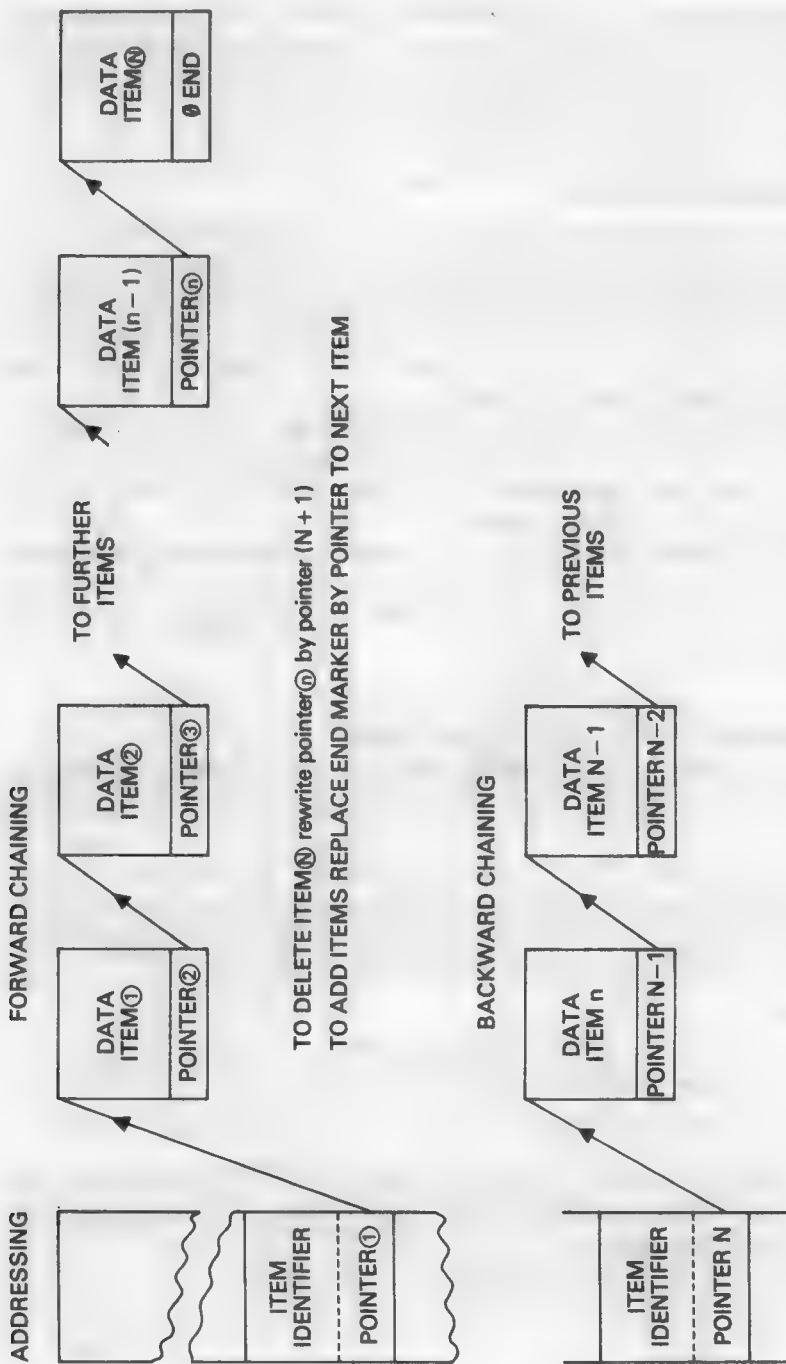 ADDRESSING
FORWARD CHAINING
ITEM
IDENTIFIER
POINTER①
DATA
ITEM①
POINTER②
DATA
ITEM②
POINTER③
TO FURTHER
ITEMS
DATA
ITEM (n – 1)
POINTERⓝ
DATA
ITEMⓃ
Ø END
TO DELETE ITEMⓃ rewrite pointerⓝ by pointer (N + 1)
TO ADD ITEMS REPLACE END MARKER BY POINTER TO NEXT ITEM
BACKWARD CHAINING
ITEM
IDENTIFIER
POINTER N
DATA
ITEM n
POINTER N–1
DATA
ITEM N – 1
POINTER N–2
TO PREVIOUS
ITEMS